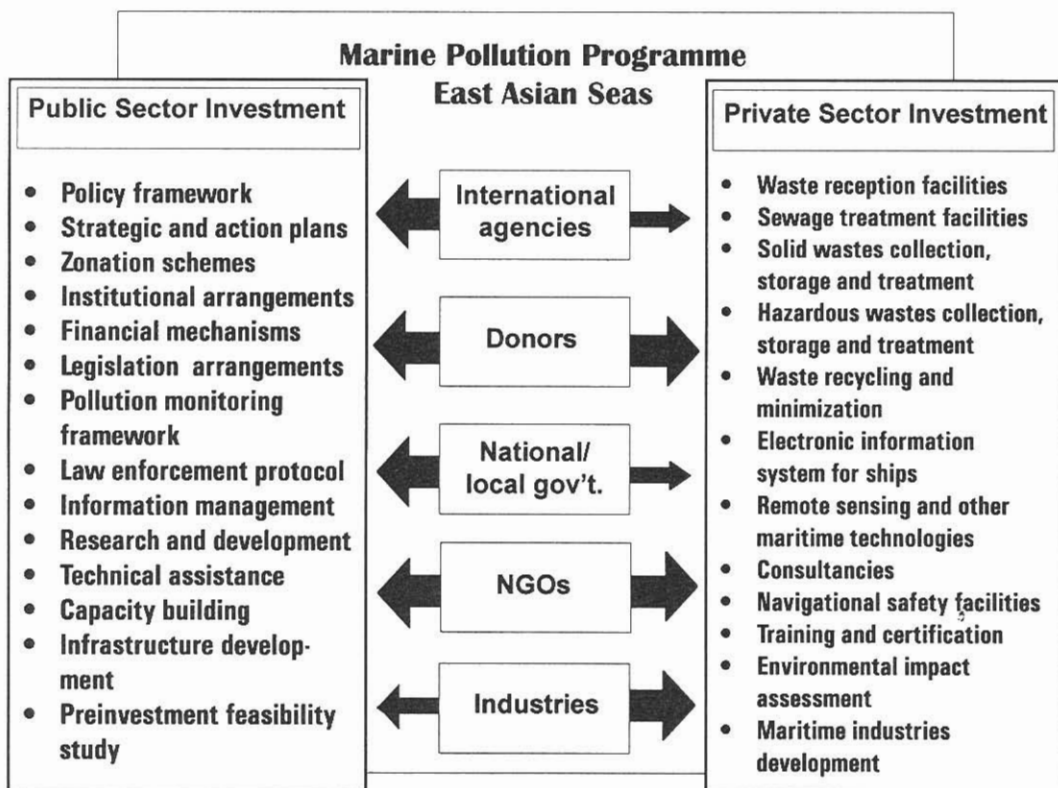 Marine Pollution Programme
East Asian Seas
Public Sector Investment
• Policy framework
• Strategic and action plans
• Zonation schemes
• Institutional arrangements
• Financial mechanisms
• Legislation arrangements
• Pollution monitoring
framework
• Law enforcement protocol
• Information management
• Research and development
• Technical assistance
• Capacity building
• Infrastructure develop-
ment
• Preinvestment feasibility
study
International
agencies
Donors
National/
local gov't.
NGOs
Industries
Private Sector Investment
• Waste reception facilities
• Sewage treatment facilities
• Solid wastes collection,
storage and treatment
• Hazardous wastes collection,
storage and treatment
• Waste recycling and
minimization
• Electronic information
system for ships
• Remote sensing and other
maritime technologies
• Consultancies
• Navigational safety facilities
• Training and certification
• Environmental impact
assessment
• Maritime industries
development